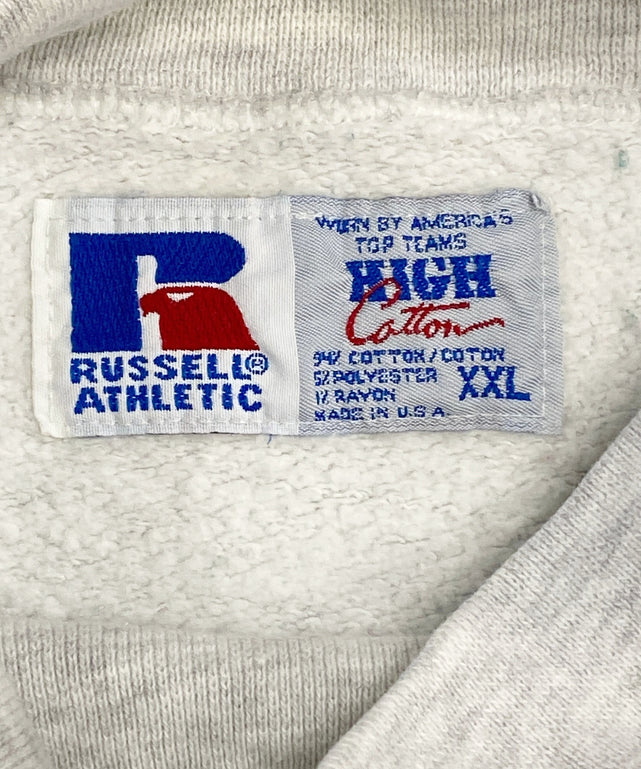 R
RUSSELL®
ATHLETIC
WORN BY AMERICA'S
TOP TEAMS
HIGH
Cotton
94% COTTON/COTON
5% POLYESTER
1% RAYON
XXL
MADE IN U.S.A.